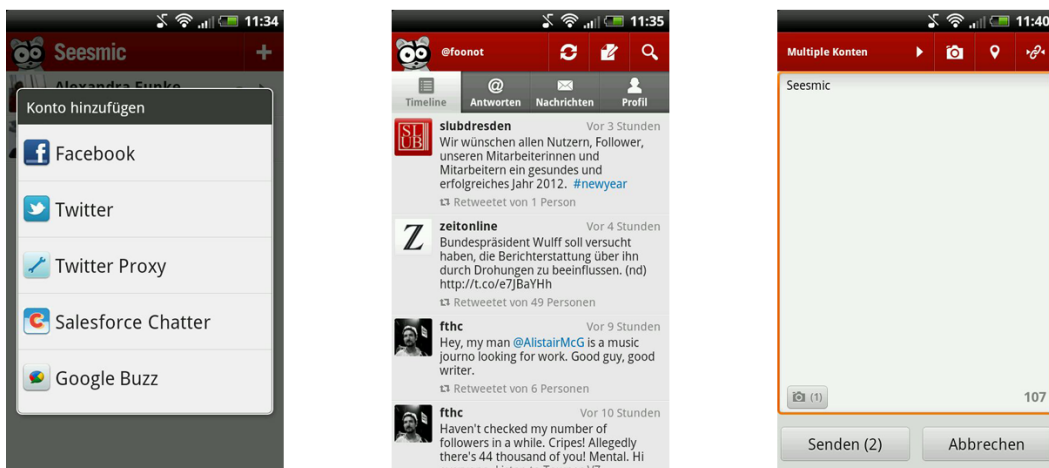 11:34
Seesmic
+
Alexandra Funke
Konto hinzufügen
Facebook
Twitter
Twitter Proxy
Salesforce Chatter
Google Buzz
11:35
@foonot
Timeline
Antworten
Nachrichten
Profil
slubdresden Vor 3 Stunden
Wir wünschen allen Nutzern, Follower,
unseren Mitarbeiterinnen und
Mitarbeitern ein gesundes und
erfolgreiches Jahr 2012. #newyear
Retweetet von 1 Person
zeitonline Vor 4 Stunden
Bundespräsident Wulff soll versucht
haben, die Berichterstattung über ihn
durch Drohungen zu beeinflussen. (nd)
http://t.co/e7JBaYHh
Retweetet von 49 Personen
fthc Vor 9 Stunden
Hey, my man @AlistairMcG is a music
journo looking for work. Good guy, good
writer.
Retweetet von 6 Personen
fthc Vor 10 Stunden
Haven't checked my number of
followers in a while. Cripes! Allegedly
there's 44 thousand of you! Mental. Hi
11:40
Multiple Konten
Seesmic
(1)
107
Senden (2)
Abbrechen